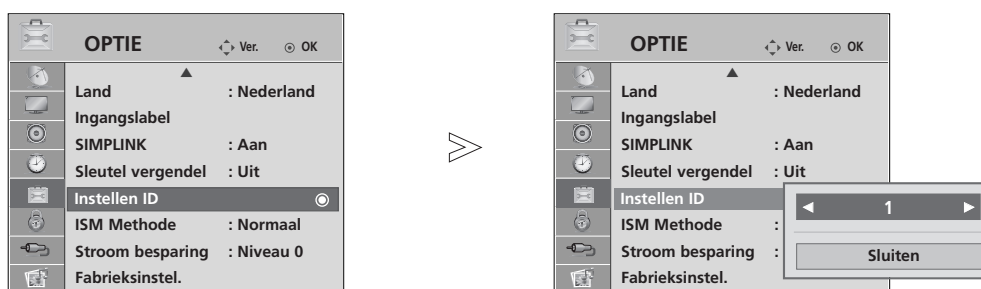 OPTIE Ver. OK
Land : Nederland
Ingangslabel
SIMPLINK : Aan
Sleutel vergendel : Uit
Instellen ID
ISM Methode : Normaal
Stroom besparing : Niveau 0
Fabrieksinstel.
OPTIE Ver. OK
Land : Nederland
Ingangslabel
SIMPLINK : Aan
Sleutel vergendel : Uit
Instellen ID
1
ISM Methode :
Stroom besparing :
Sluiten
Fabrieksinstel.